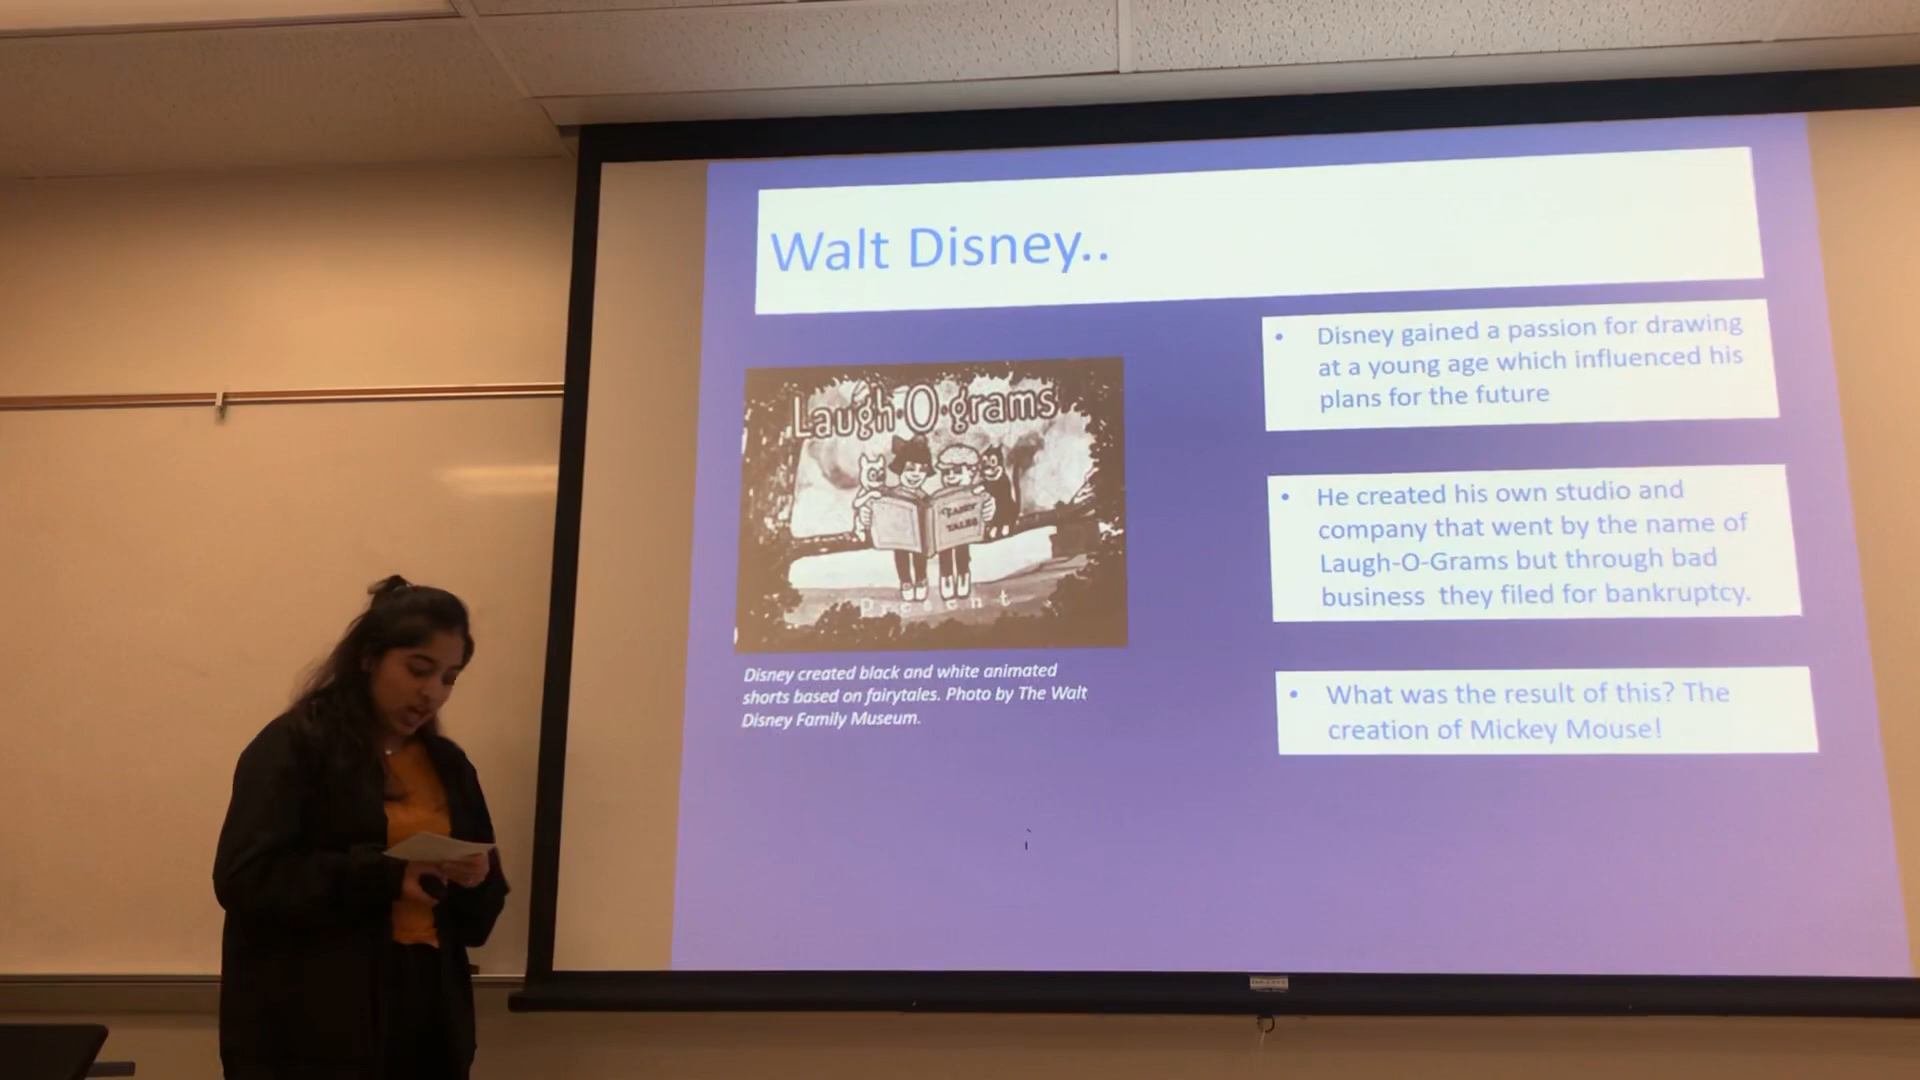 Walt Disney..
Laugh-O-grams
FAIRY
TALES
Present
Disney created black and white animated
shorts based on fairytales. Photo by The Walt
Disney Family Museum.
• Disney gained a passion for drawing
at a young age which influenced his
plans for the future
• He created his own studio and
company that went by the name of
Laugh-O-Grams but through bad
business they filed for bankruptcy.
• What was the result of this? The
creation of Mickey Mouse!